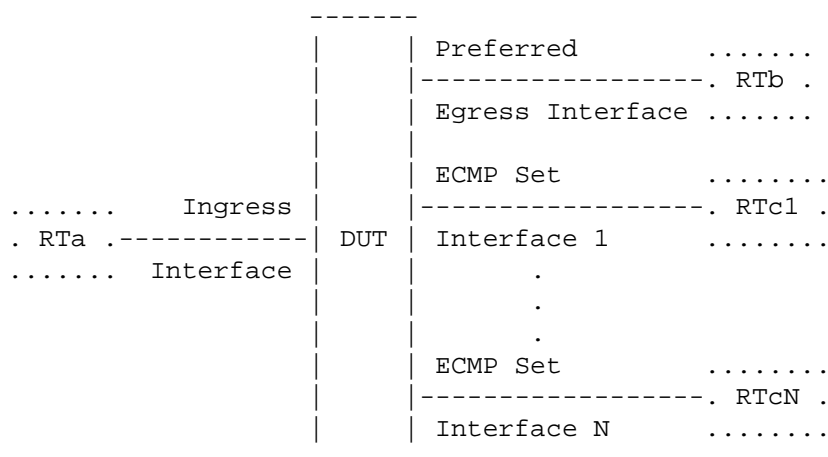 -------
|     | Preferred        .......
|     |------------------. RTb .
|     | Egress Interface .......
|     |
|     | ECMP Set         ........
.......    Ingress |     |------------------. RTc1 .
. RTa .------------| DUT | Interface 1      ........
.......  Interface |     |       .
|     |       .
|     |       .
|     | ECMP Set         ........
|     |------------------. RTcN .
|     | Interface N      ........